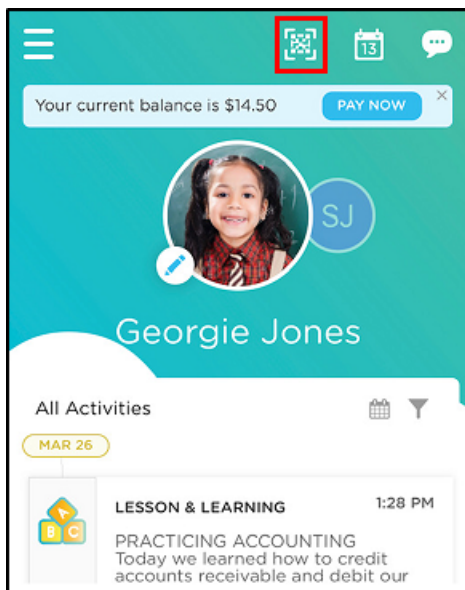 13
Your current balance is $14.50 PAY NOW ×
SJ
Georgie Jones
All Activities
MAR 26
LESSON & LEARNING 1:28 PM
PRACTICING ACCOUNTING
Today we learned how to credit
accounts receivable and debit our
A
B C